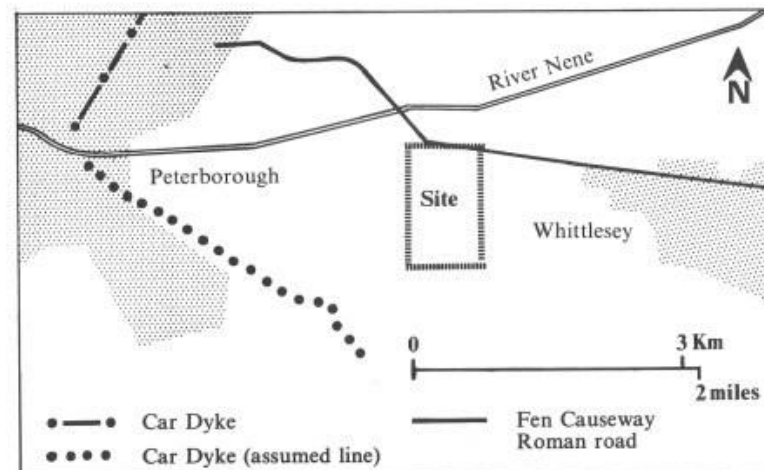 River Nene
N
Peterborough
Site
Whittlesey
0
3 Km
2 miles
Car Dyke
Car Dyke (assumed line)
Fen Causeway
Roman road